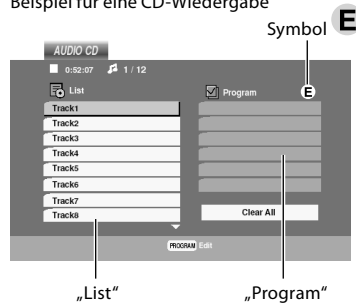 Beispiel für eine CD-Wiedergabe
Symbol E
AUDIO CD
0:52:07 1 / 12
List
Program E
Track1
Track2
Track3
Track4
Track5
Track6
Track7
Track8
Clear All
PROGRAM Edit
„List“
„Program“